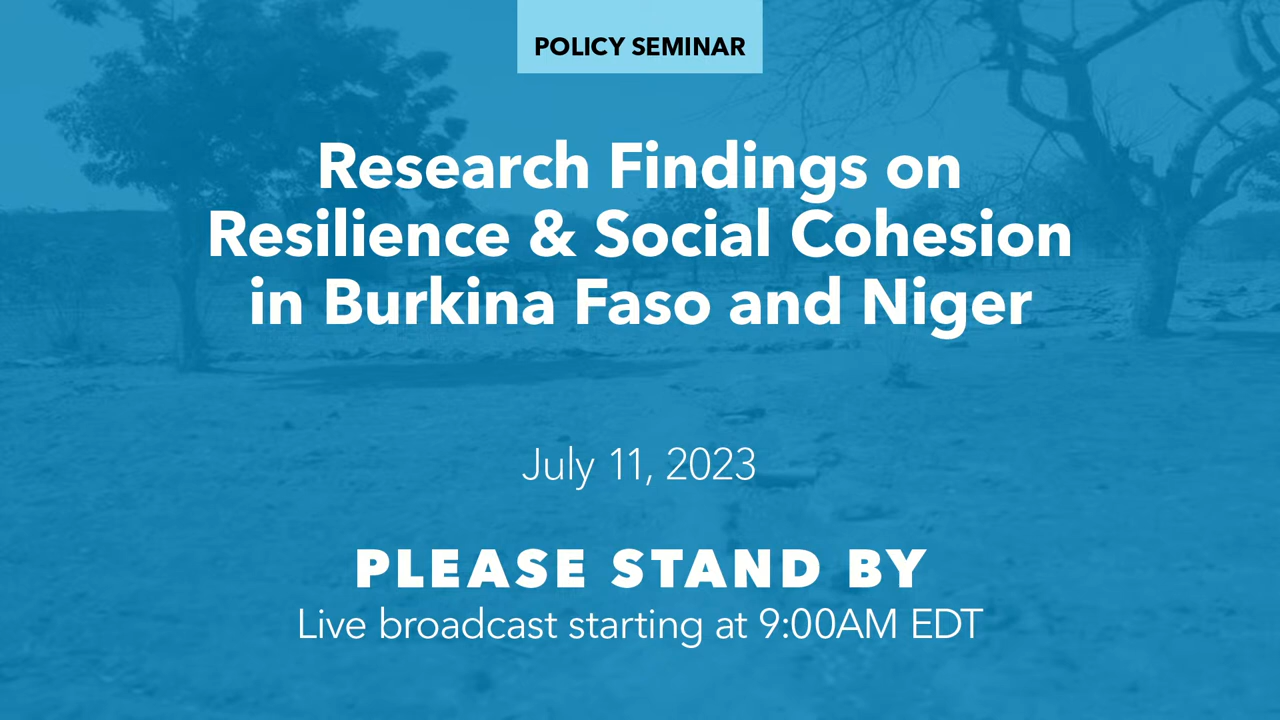 POLICY SEMINAR
Research Findings on
Resilience & Social Cohesion
in Burkina Faso and Niger
July 11, 2023
PLEASE STAND BY
Live broadcast starting at 9:00AM EDT